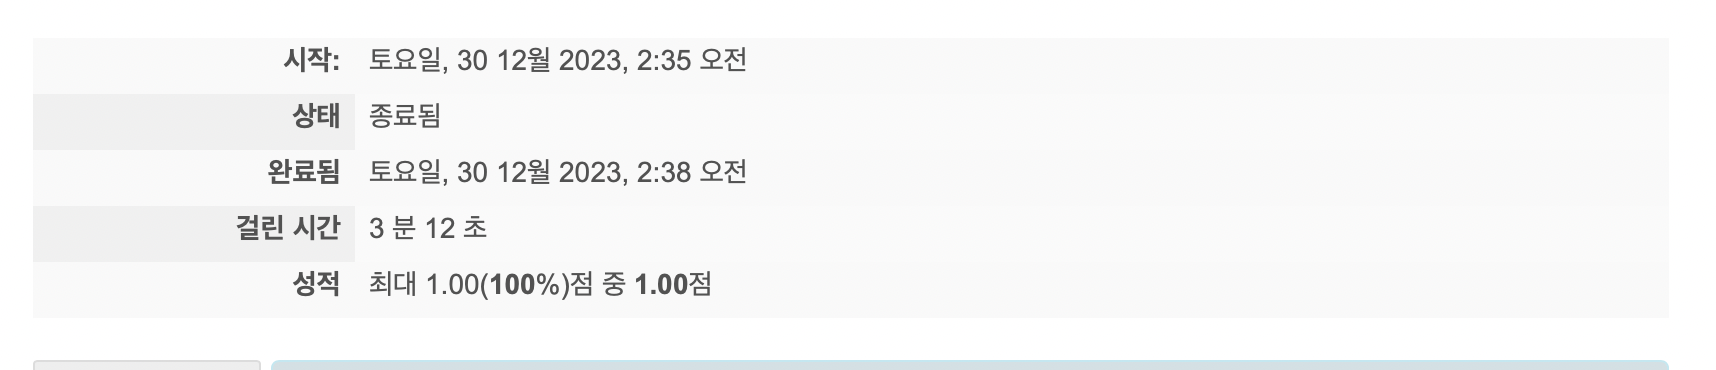 시작: 토요일, 30 12월 2023, 2:35 오전
상태 종료됨
완료됨 토요일, 30 12월 2023, 2:38 오전
걸린 시간 3 분 12 초
성적 최대 1.00(100%)점 중 1.00점